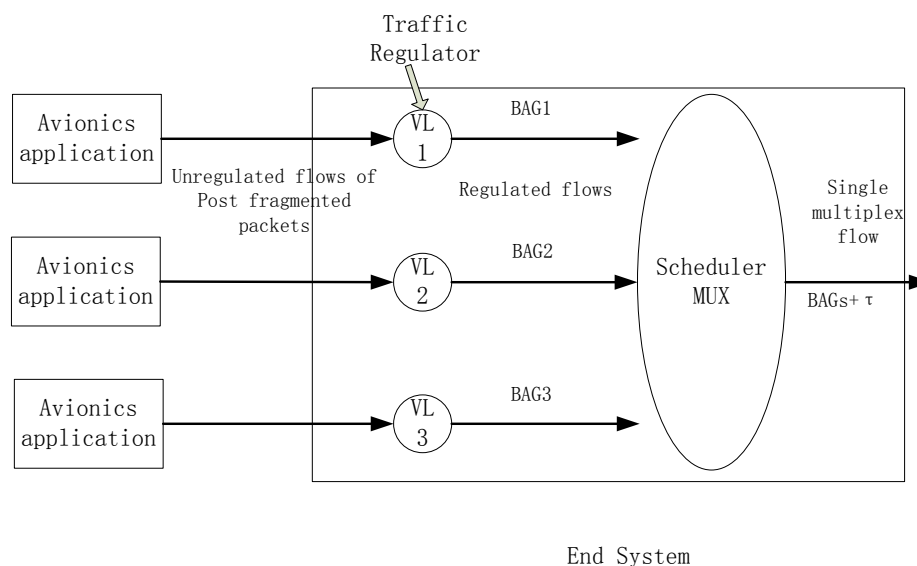 Traffic
Regulator
Avionics
application
VL
1
BAG1
Unregulated flows of
Post fragmented
packets
Regulated flows
Single
multiplex
flow
Avionics
application
VL
2
BAG2
Scheduler
MUX
BAGs+ τ
Avionics
application
VL
3
BAG3
End System